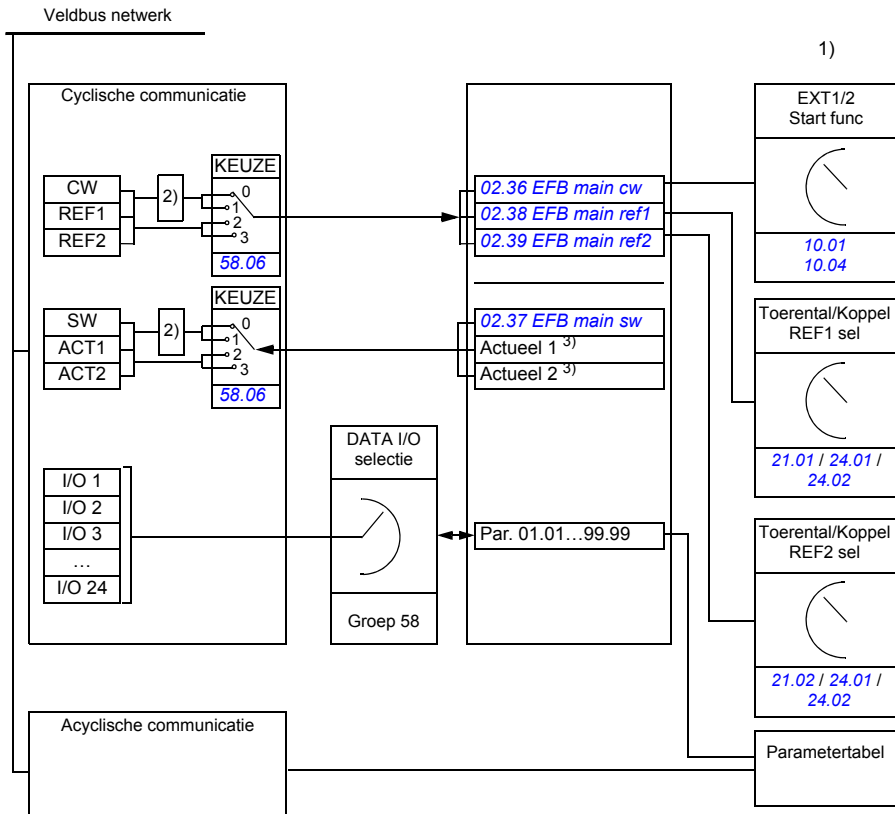 Veldbus netwerk
1)
Cyclische communicatie
KEUZE
CW
REF1
REF2
2)
0
1
2
3
58.06
KEUZE
SW
ACT1
ACT2
2)
0
1
2
3
58.06
I/O 1
I/O 2
I/O 3
...
I/O 24
DATA I/O
selectie
Groep 58
02.36 EFB main cw
02.38 EFB main ref1
02.39 EFB main ref2
02.37 EFB main sw
Actueel 1 3)
Actueel 2 3)
Par. 01.01…99.99
EXT1/2
Start func
10.01
10.04
Toerental/Koppel
REF1 sel
21.01 / 24.01 /
24.02
Toerental/Koppel
REF2 sel
21.02 / 24.01 /
24.02
Acyclische communicatie
Parametertabel